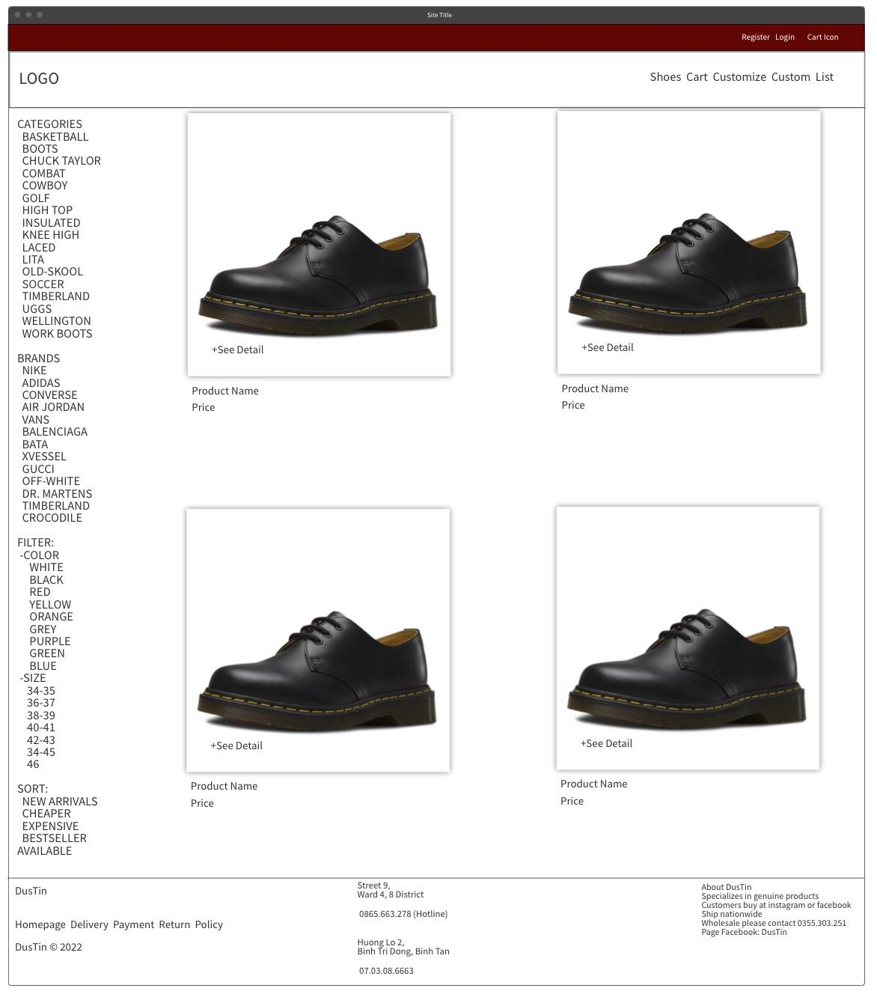 Site Title
Register Login Cart Icon
LOGO
Shoes Cart Customize Custom List
CATEGORIES
BASKETBALL
BOOTS
CHUCK TAYLOR
COMBAT
COWBOY
GOLF
HIGH TOP
INSULATED
KNEE HIGH
LACED
LITA
OLD-SKOOL
SOCCER
TIMBERLAND
UGGS
WELLINGTON
WORK BOOTS
BRANDS
NIKE
ADIDAS
CONVERSE
AIR JORDAN
VANS
BALENCIAGA
BATA
XVESSEL
GUCCI
OFF-WHITE
DR. MARTENS
TIMBERLAND
CROCODILE
FILTER:
-COLOR
WHITE
BLACK
RED
YELLOW
ORANGE
GREY
PURPLE
GREEN
BLUE
-SIZE
34-35
36-37
38-39
40-41
42-43
34-45
46
SORT:
NEW ARRIVALS
CHEAPER
EXPENSIVE
BESTSELLER
AVAILABLE
+See Detail
Product Name
Price
+See Detail
Product Name
Price
+See Detail
Product Name
Price
+See Detail
Product Name
Price
DusTin
Homepage Delivery Payment Return Policy
DusTin © 2022
Street 9,
Ward 4, 8 District
0865.663.278 (Hotline)
Huong Lo 2,
Binh Tri Dong, Binh Tan
07.03.08.6663
About DusTin
Specializes in genuine products
Customers buy at instagram or facebook
Ship nationwide
Wholesale please contact 0355.303.251
Page Facebook: DusTin